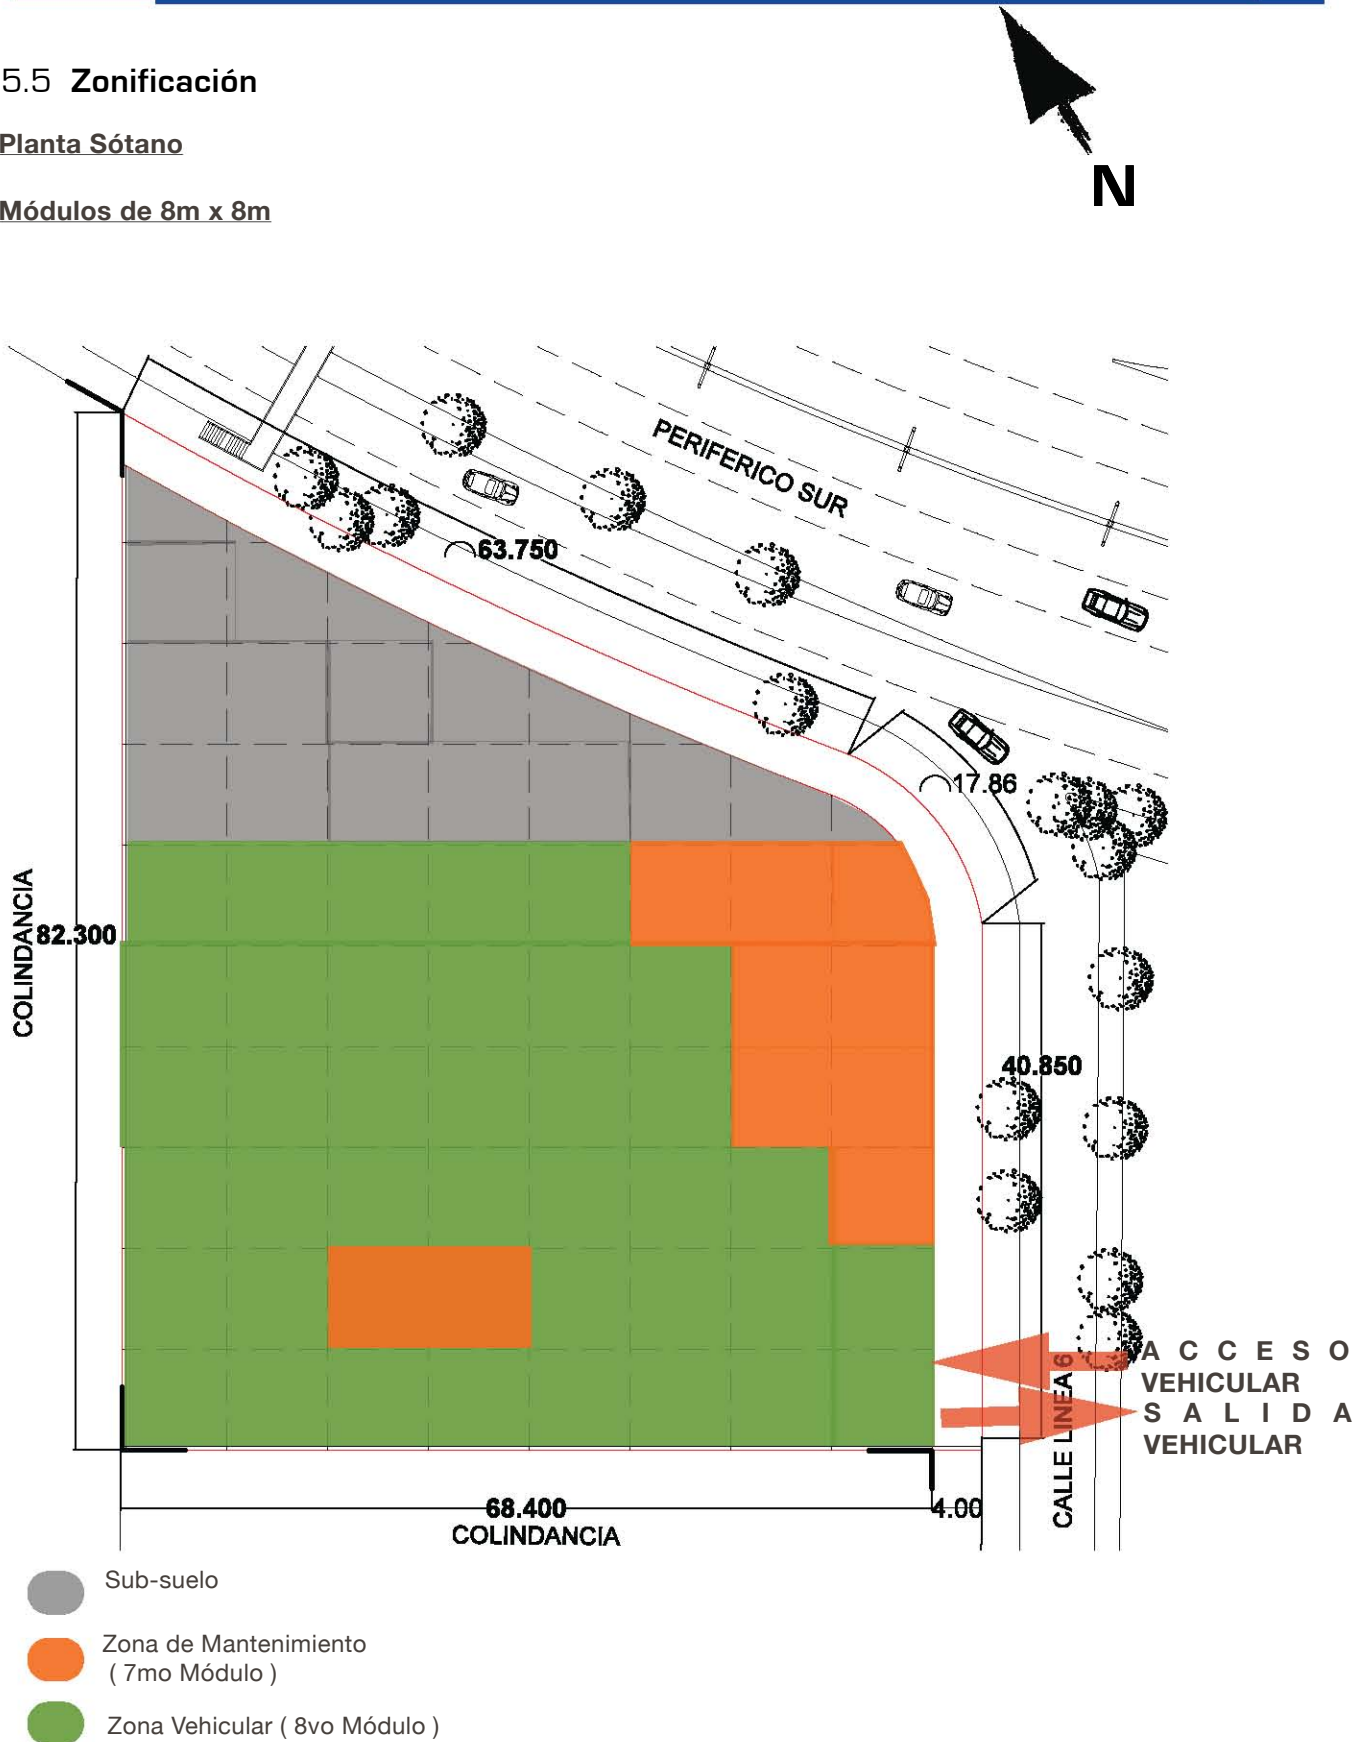 5.5 Zonificación
Planta Sótano
Módulos de 8m x 8m
N
PERIFERICO SUR
63.750
17.86
COLINDANCIA
82.300
40.850
A C C E S O
VEHICULAR
S A L I D A
VEHICULAR
CALLE LINEA 6
68.400
4.00
COLINDANCIA
Sub-suelo
Zona de Mantenimiento
( 7mo Módulo )
Zona Vehicular ( 8vo Módulo )